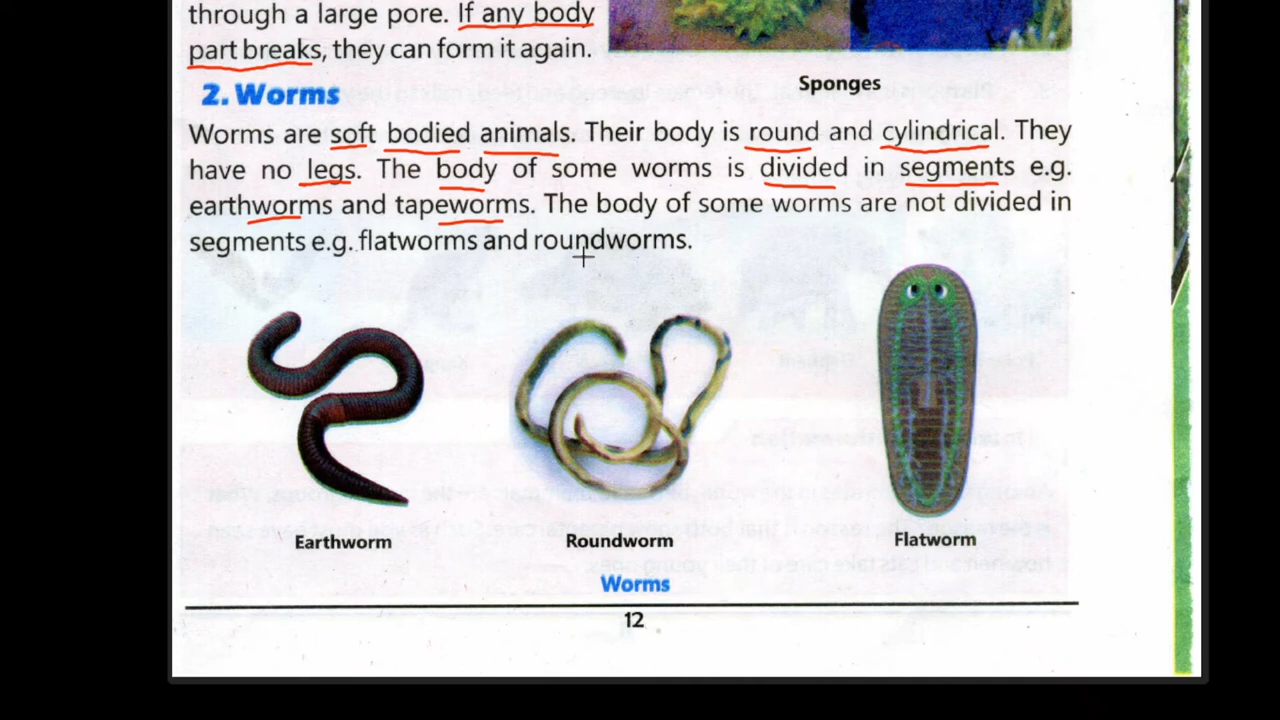 through a large pore. If any body
part breaks, they can form it again.
Sponges
2. Worms
Worms are soft bodied animals. Their body is round and cylindrical. They
have no legs. The body of some worms is divided in segments e.g.
earthworms and tapeworms. The body of some worms are not divided in
segments e.g. flatworms and roundworms.
Earthworm
Roundworm
Flatworm
Worms
12